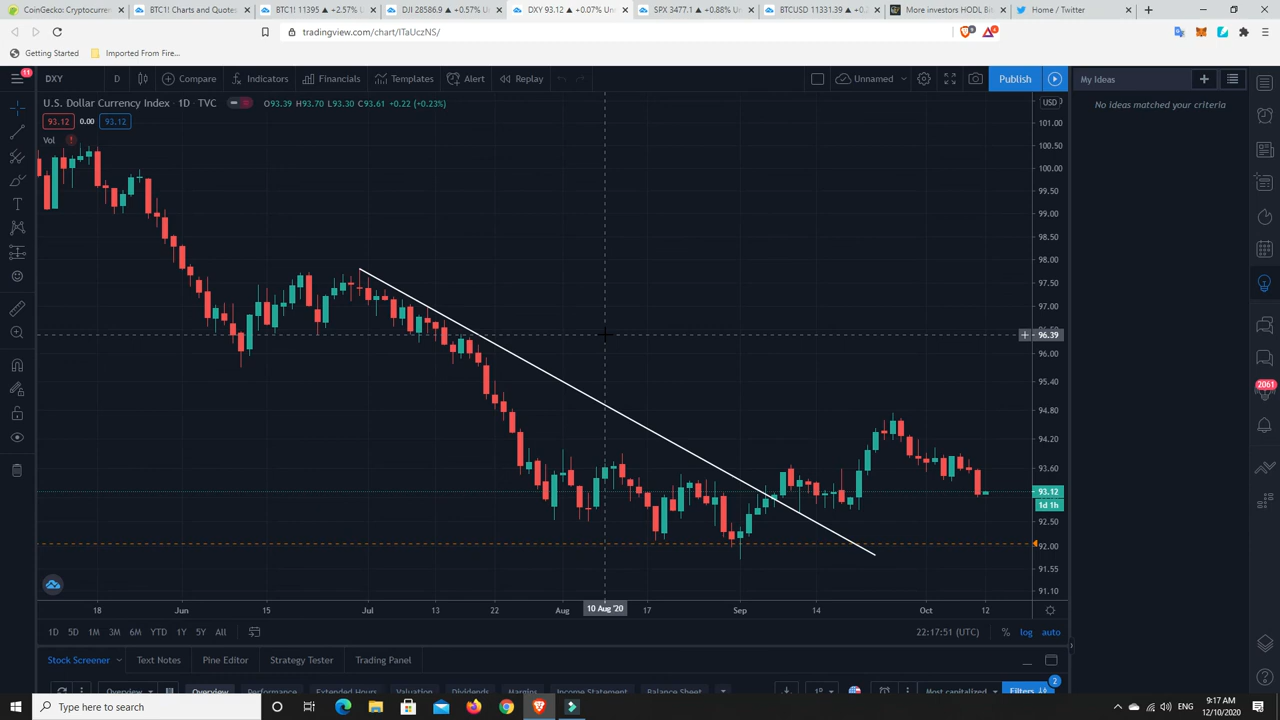 CoinGecko: Cryptocurrenc
BTC1! Charts and Quotes
BTC1! 11395 ▲ +2.57% Un
DJI 28586.9 ▲ +0.57% Un
DXY 93.12 ▲ +0.07% Un
SPX 3477.1 ▲ +0.88% Un
BTCUSD 11331.39 ▲ +0.
More investors HODL Bit
Home / Twitter
tradingview.com/chart/ITaUczNS/
Getting Started
Imported From Fire...
11
DXY
D
Compare
Indicators
Financials
Templates
Alert
Replay
Unnamed
Publish
My Ideas
U.S. Dollar Currency Index · 1D · TVC
O93.39 H93.70 L93.30 C93.61 +0.22 (+0.23%)
USD
No ideas matched your criteria
93.12 0.00 93.12
Vol
101.00
100.50
100.00
99.50
99.00
98.50
98.00
97.50
97.00
96.39
96.00
95.40
94.80
94.20
93.60
93.12
1d 1h
92.50
92.00
91.55
91.10
2061
18 Jun 15 Jul 13 22 Aug 10 Aug '20 17 Sep 14 Oct 12
1D 5D 1M 3M 6M YTD 1Y 5Y All
22:17:51 (UTC)
% log auto
Stock Screener
Text Notes
Pine Editor
Strategy Tester
Trading Panel
Overview
Overview
Performance
Extended Hours
Valuation
Dividends
Margins
Income Statement
Balance Sheet
Most capitalized
Filters
2
Type here to search
ENG
9:17 AM
12/10/2020